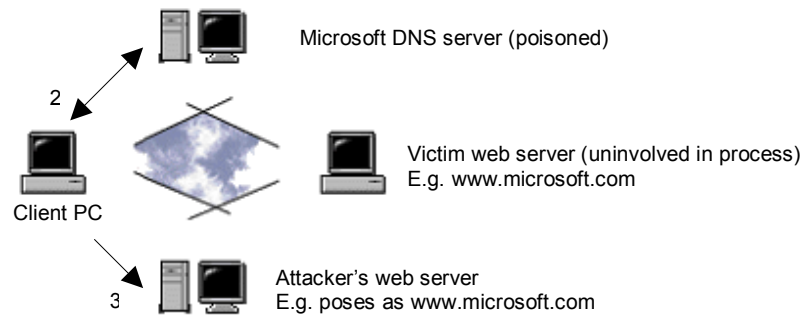 Microsoft DNS server (poisoned)
2
Victim web server (uninvolved in process)
E.g. www.microsoft.com
Client PC
Attacker's web server
3
E.g. poses as www.microsoft.com